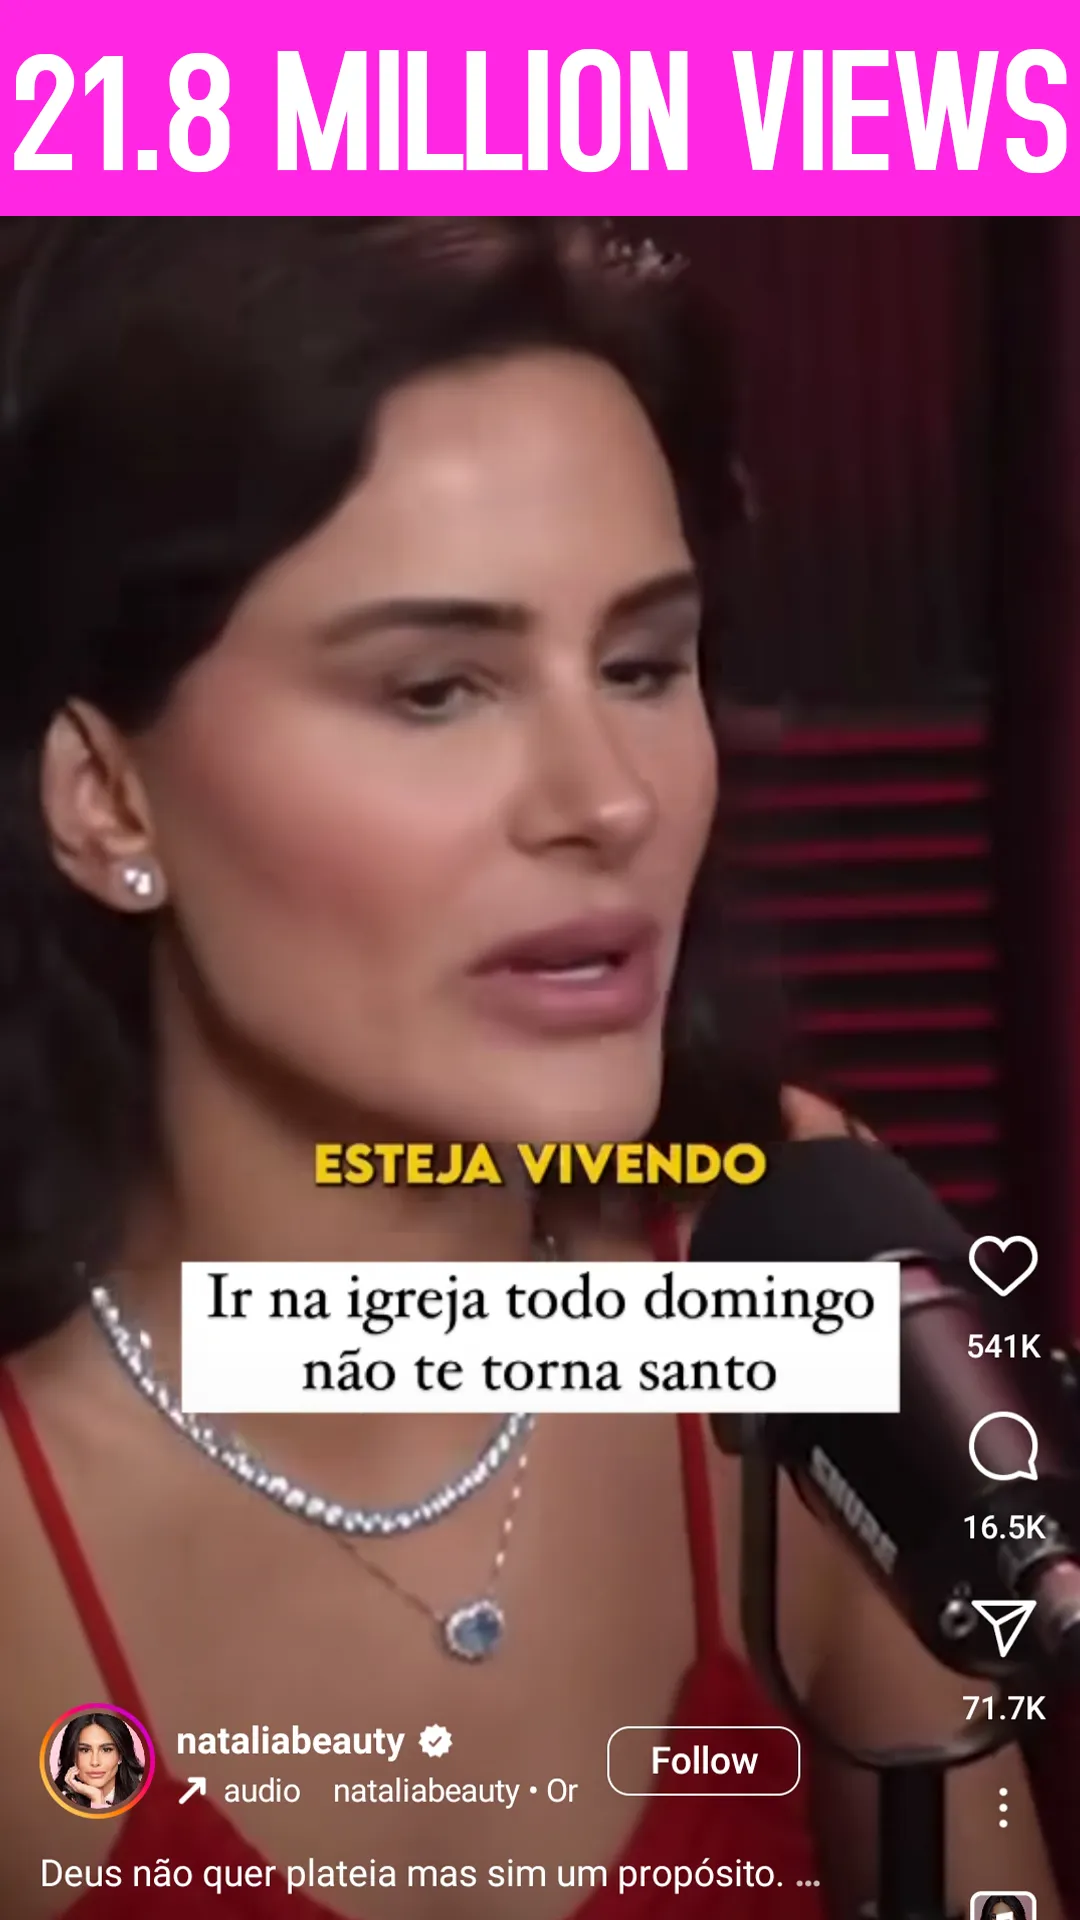 21.8 MILLION VIEWS
ESTEJA VIVENDO
Ir na igreja todo domingo
não te torna santo
541K
16.5K
SHURE
71.7K
nataliabeauty
audio nataliabeauty • Or
Follow
Deus não quer plateia mas sim um propósito. ...